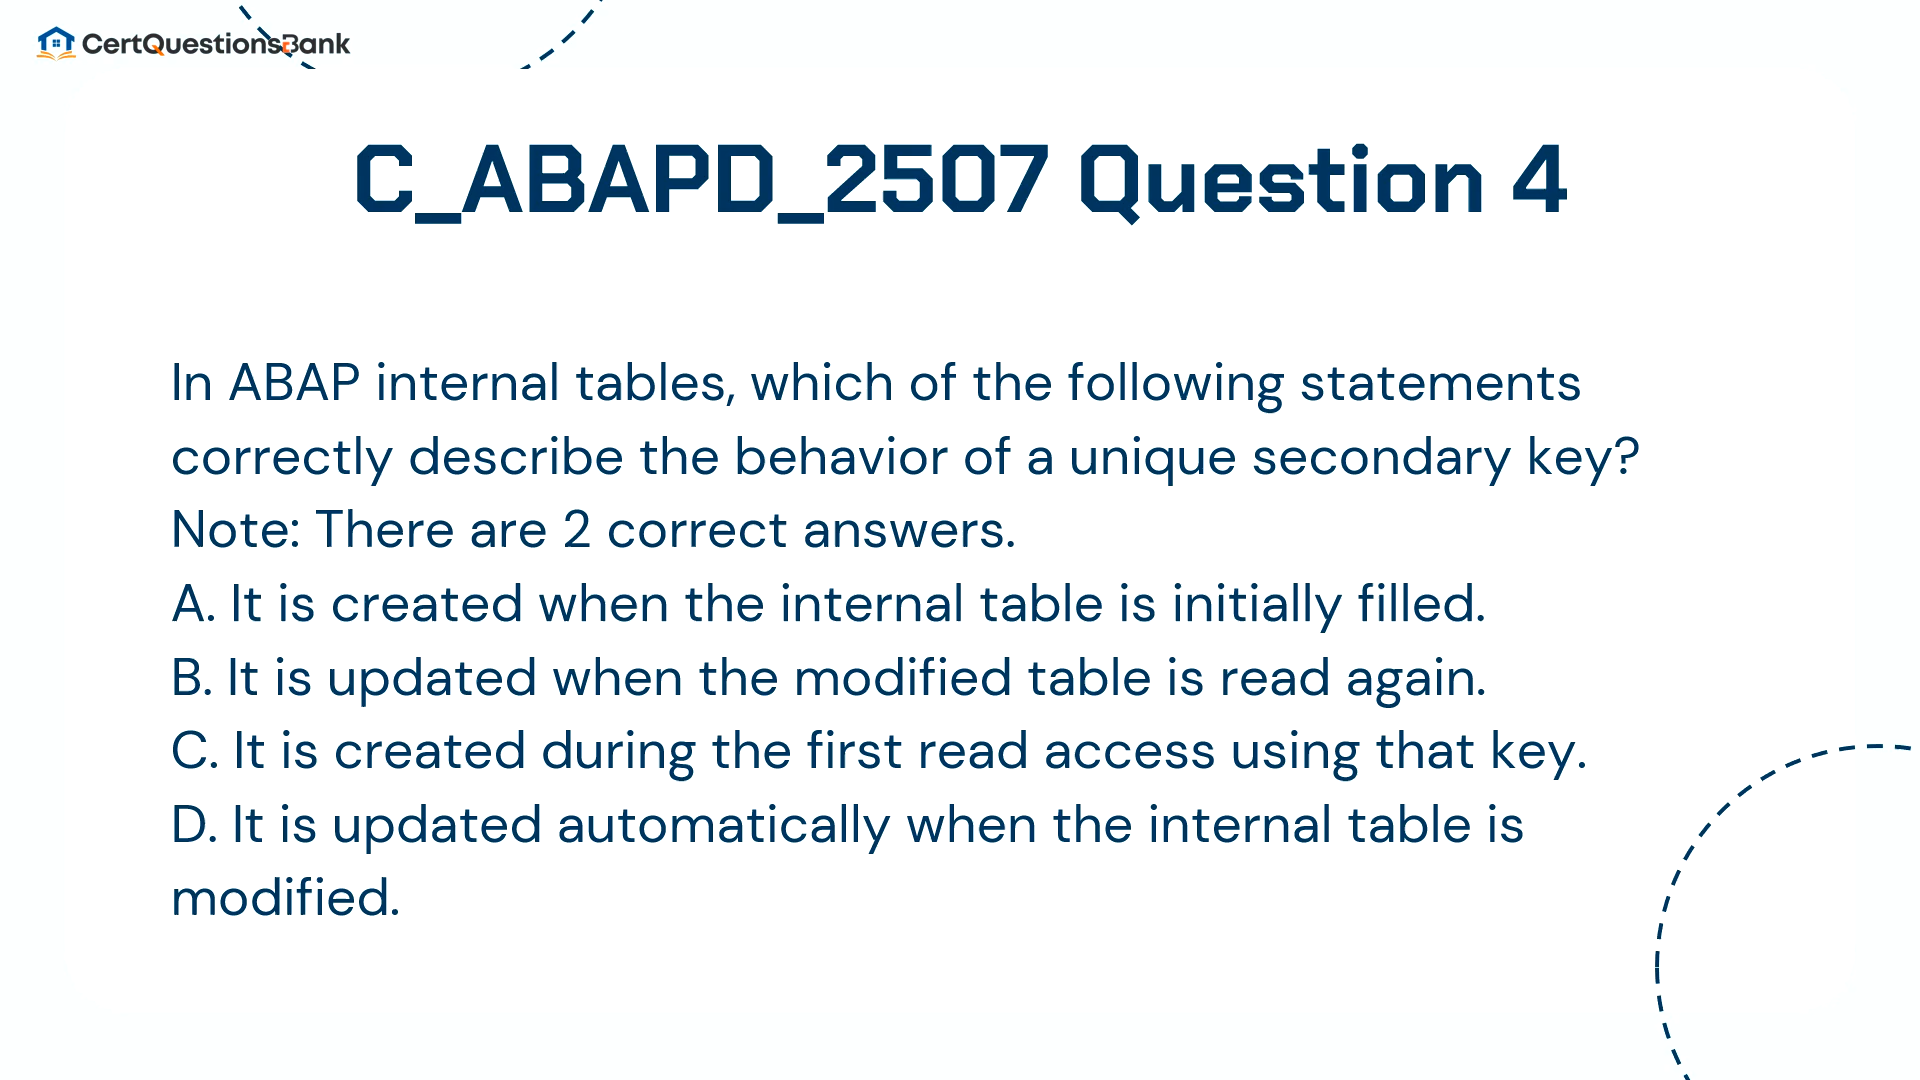 CertQuestionsBank
C_ABAPD_2507 Question 4
In ABAP internal tables, which of the following statements
correctly describe the behavior of a unique secondary key?
Note: There are 2 correct answers.
A. It is created when the internal table is initially filled.
B. It is updated when the modified table is read again.
C. It is created during the first read access using that key.
D. It is updated automatically when the internal table is
modified.